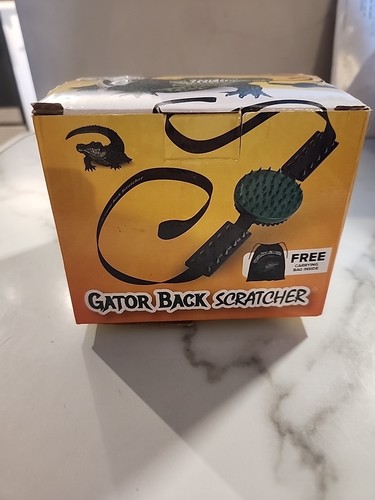 FREE
CARRYING
BAG INSIDE
GATOR BACK SCRATCHER